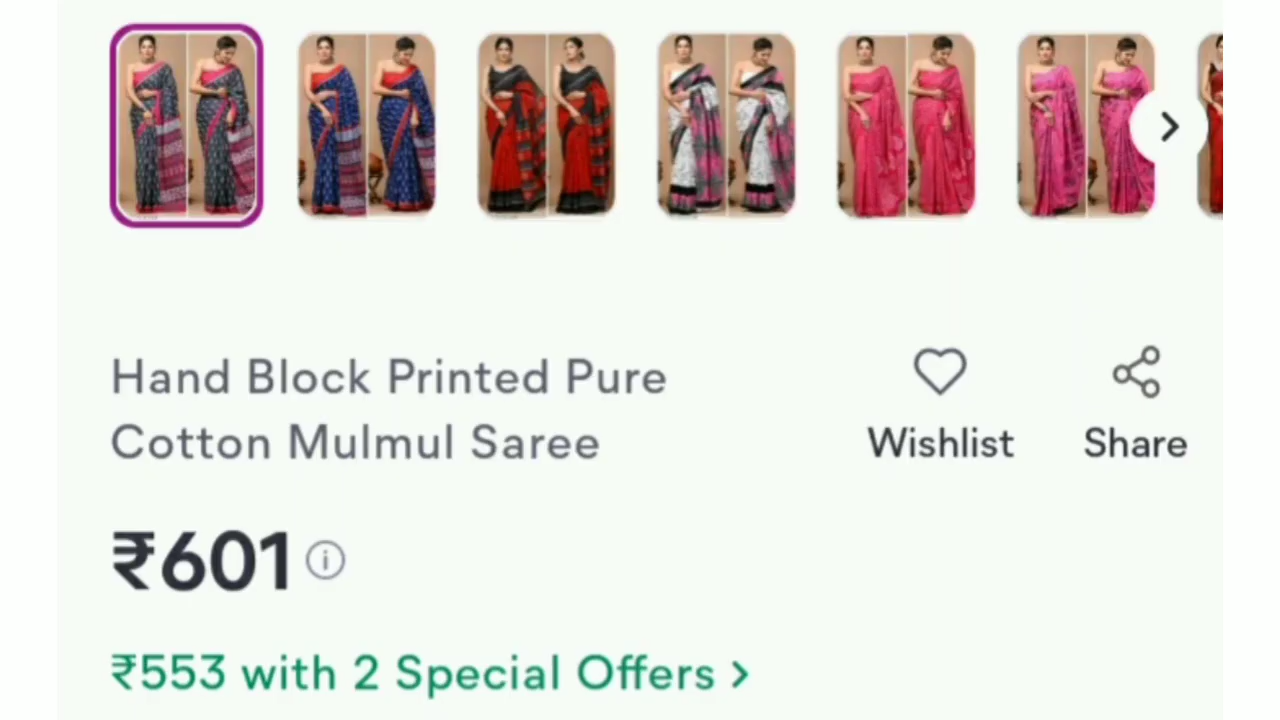 Hand Block Printed Pure
Cotton Mulmul Saree
Wishlist
Share
₹601
₹553 with 2 Special Offers >